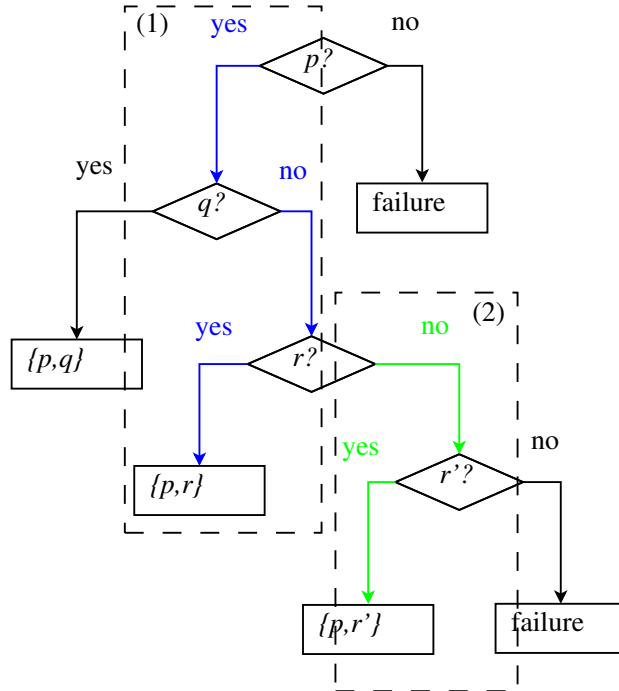 (1)
yes
no
p?
yes
no
q?
failure
(2)
yes
no
{p,q}
r?
yes
no
{p,r}
r'?
{p,r'}
failure